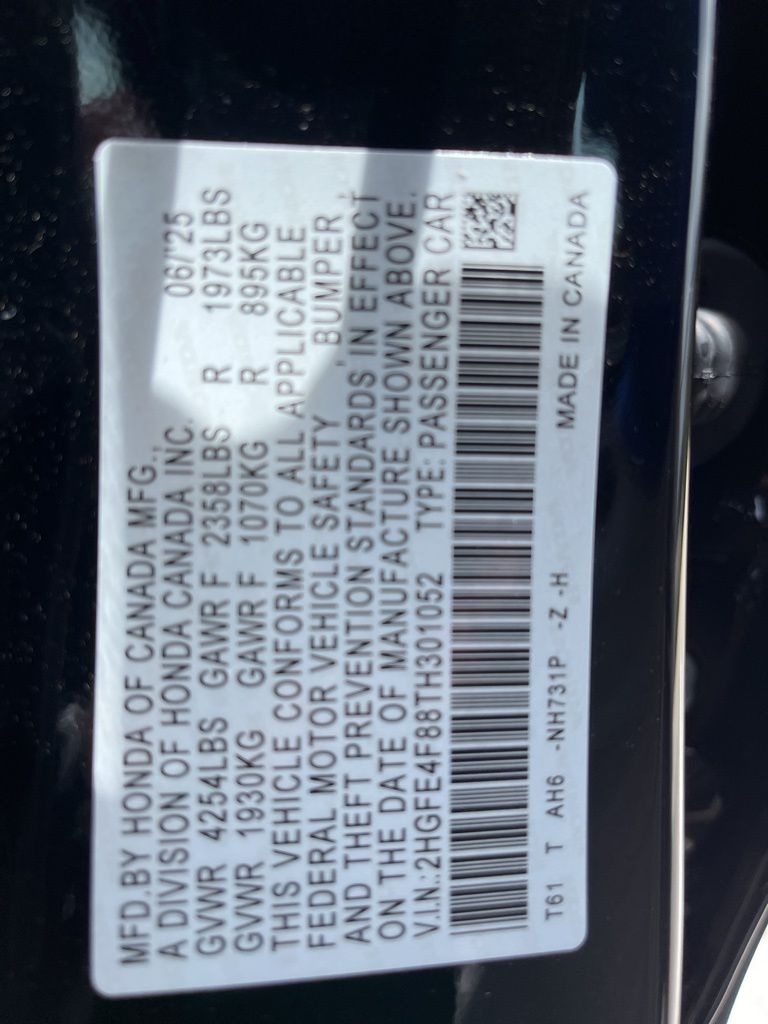 MFD.BY HONDA OF CANADA MFG.,
A DIVISION OF HONDA CANADA INC. 06/'25
GVWR 4254LBS GAWR F 2358LBS R 1973LBS
GVWR 1930KG GAWR F 1070KG R 895KG
THIS VEHICLE CONFORMS TO ALL APPLICABLE
FEDERAL MOTOR VEHICLE SAFETY , BUMPER ,
AND THEFT PREVENTION STANDARDS IN EFFECT
ON THE DATE OF MANUFACTURE SHOWN ABOVE.
V.I.N.:2HGFE4F88TH301052 TYPE: PASSENGER CAR
T61 T AH6 -NH731P -Z -H MADE IN CANADA